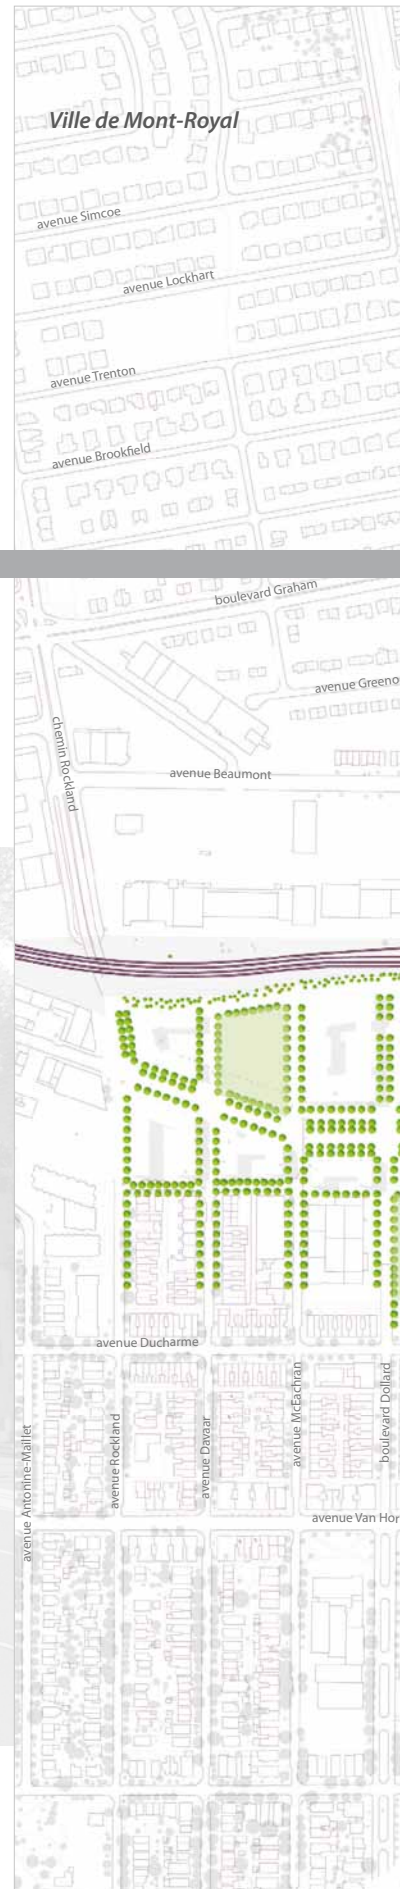 Ville de Mont-Royal
avenue Simcoe
avenue Lockhart
avenue Trenton
avenue Brookfield
boulevard Graham
avenue Greeno
chemin Rockland
avenue Beaumont
avenue Ducharme
avenue Antonine-Maillet
avenue Rockland
avenue Davaar
avenue McEachran
boulevard Dollard
avenue Van Hor